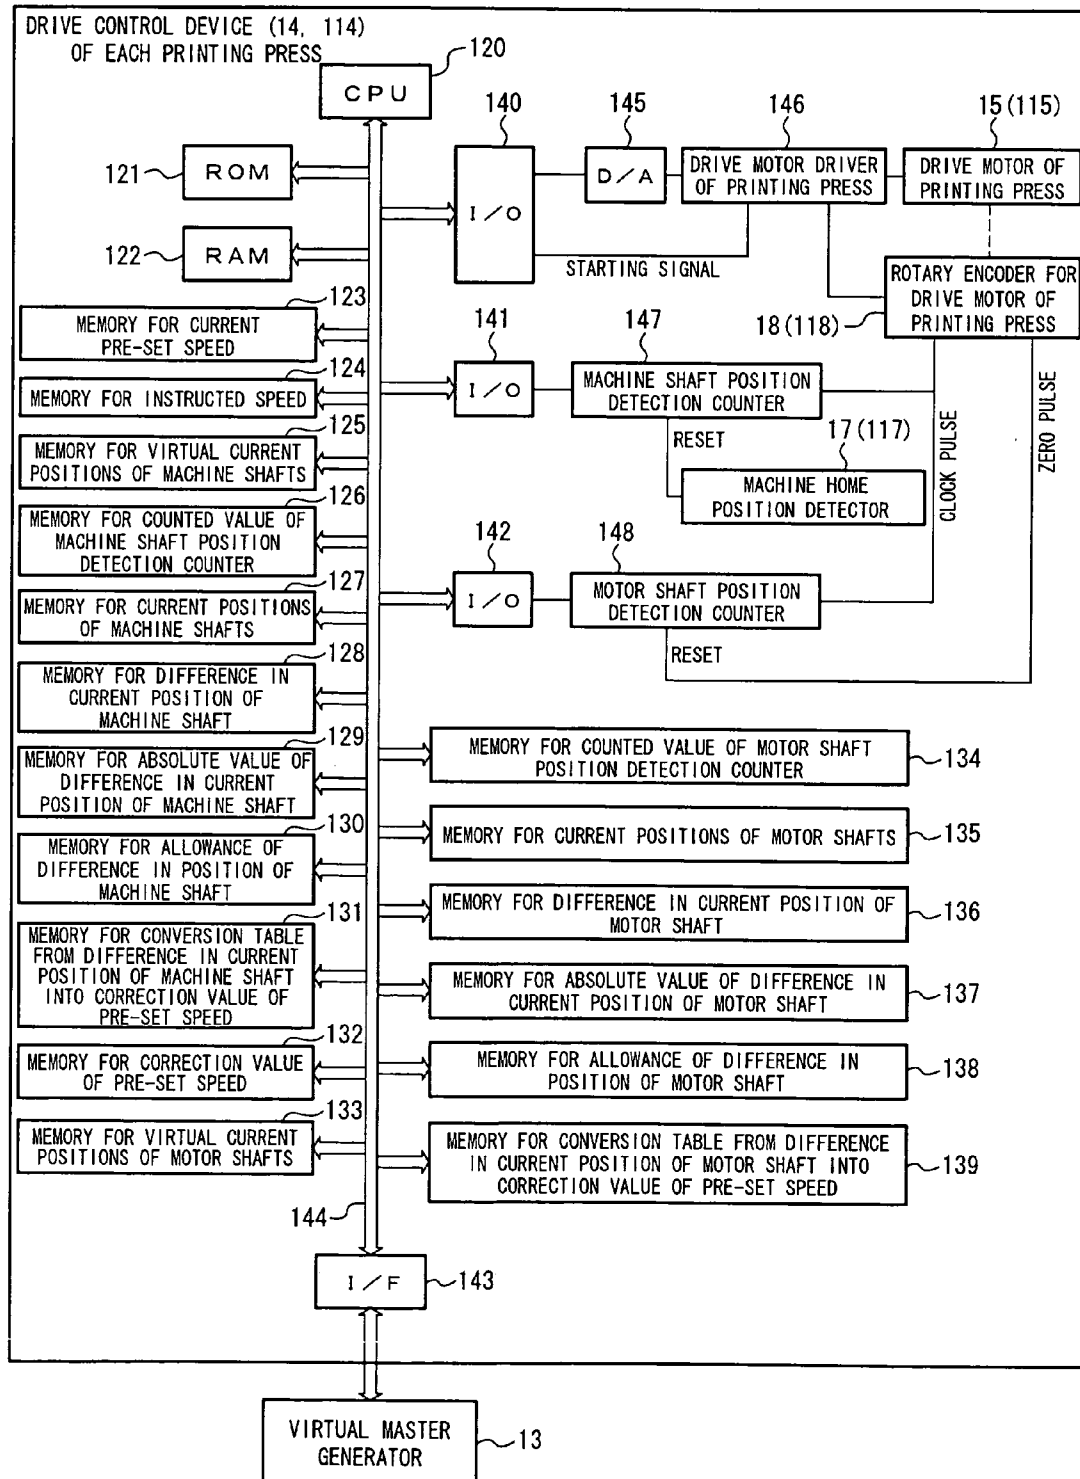 DRIVE CONTROL DEVICE (14, 114)
OF EACH PRINTING PRESS
120
CPU
140
145
146
15(115)
121
ROM
I/O
D/A
DRIVE MOTOR DRIVER
OF PRINTING PRESS
DRIVE MOTOR OF
PRINTING PRESS
122
RAM
STARTING SIGNAL
ROTARY ENCODER FOR
DRIVE MOTOR OF
PRINTING PRESS
18(118)
123
MEMORY FOR CURRENT
PRE-SET SPEED
124
MEMORY FOR INSTRUCTED SPEED
141
I/O
147
MACHINE SHAFT POSITION
DETECTION COUNTER
RESET
17(117)
MACHINE HOME
POSITION DETECTOR
CLOCK PULSE
ZERO PULSE
125
MEMORY FOR VIRTUAL CURRENT
POSITIONS OF MACHINE SHAFTS
126
MEMORY FOR COUNTED VALUE OF
MACHINE SHAFT POSITION
DETECTION COUNTER
142
I/O
148
MOTOR SHAFT POSITION
DETECTION COUNTER
RESET
127
MEMORY FOR CURRENT POSITIONS
OF MACHINE SHAFTS
128
MEMORY FOR DIFFERENCE IN
CURRENT POSITION OF
MACHINE SHAFT
129
MEMORY FOR ABSOLUTE VALUE OF
DIFFERENCE IN CURRENT
POSITION OF MACHINE SHAFT
130
MEMORY FOR ALLOWANCE OF
DIFFERENCE IN POSITION OF
MACHINE SHAFT
131
MEMORY FOR CONVERSION TABLE
FROM DIFFERENCE IN CURRENT
POSITION OF MACHINE SHAFT
INTO CORRECTION VALUE OF
PRE-SET SPEED
132
MEMORY FOR CORRECTION VALUE
OF PRE-SET SPEED
133
MEMORY FOR VIRTUAL CURRENT
POSITIONS OF MOTOR SHAFTS
MEMORY FOR COUNTED VALUE OF MOTOR SHAFT
POSITION DETECTION COUNTER
134
MEMORY FOR CURRENT POSITIONS OF MOTOR SHAFTS
135
MEMORY FOR DIFFERENCE IN CURRENT POSITION OF
MOTOR SHAFT
136
MEMORY FOR ABSOLUTE VALUE OF DIFFERENCE IN
CURRENT POSITION OF MOTOR SHAFT
137
MEMORY FOR ALLOWANCE OF DIFFERENCE IN
POSITION OF MOTOR SHAFT
138
MEMORY FOR CONVERSION TABLE FROM DIFFERENCE
IN CURRENT POSITION OF MOTOR SHAFT INTO
CORRECTION VALUE OF PRE-SET SPEED
139
144
I/F
143
VIRTUAL MASTER
GENERATOR
13